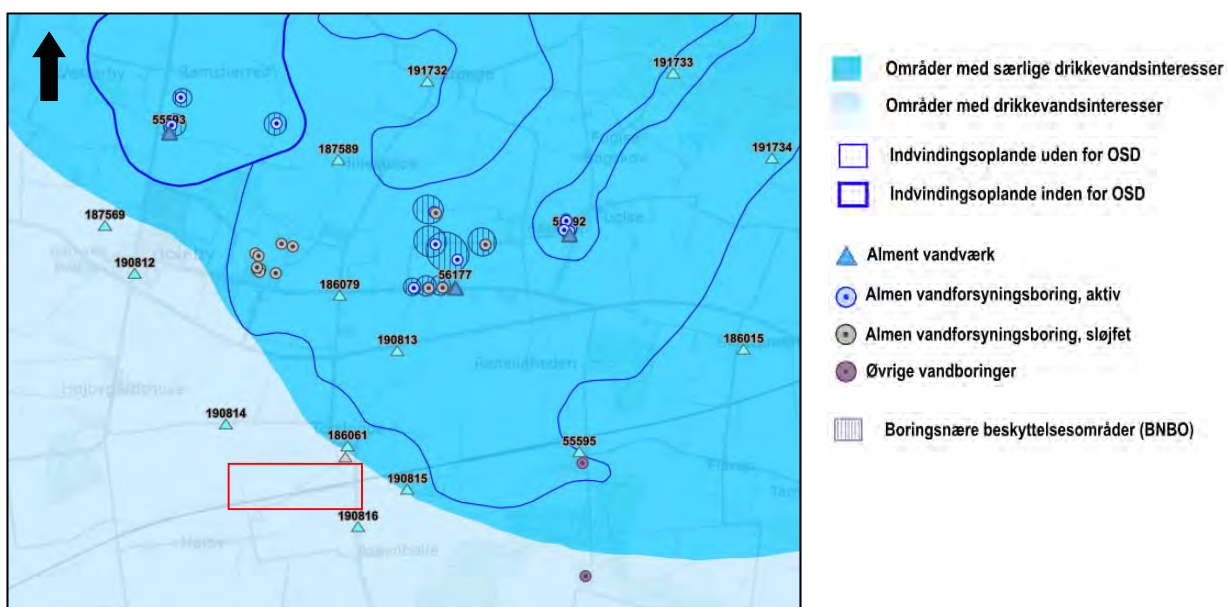 191733
191732
Ramsherred
55593
187589
191734
187569
190812
186079
56177
190813
186015
190814
186061
55595
190815
190816
Områder med særlige drikkevandsinteresser
Områder med drikkevandsinteresser
Indvindingsoplande uden for OSD
Indvindingsoplande inden for OSD
Alment vandværk
Almen vandforsyningsboring, aktiv
Almen vandforsyningsboring, sløjfet
Øvrige vandboringer
Boringsnære beskyttelsesområder (BNBO)